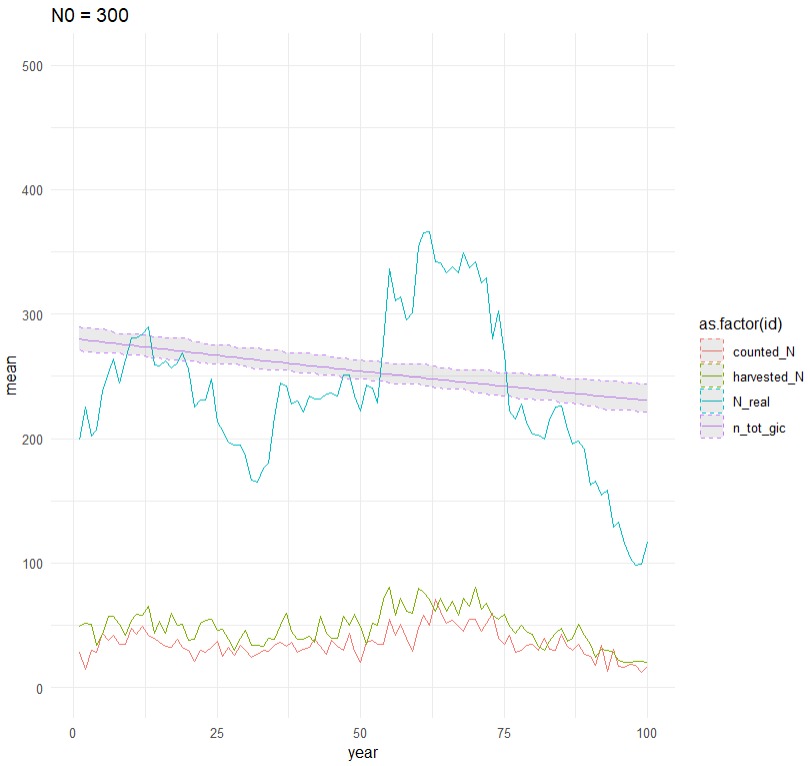 N0 = 300
500
400
300
200
100
0
mean
0 25 50 75 100
year
as.factor(id)
counted_N
harvested_N
N_real
n_tot_gic